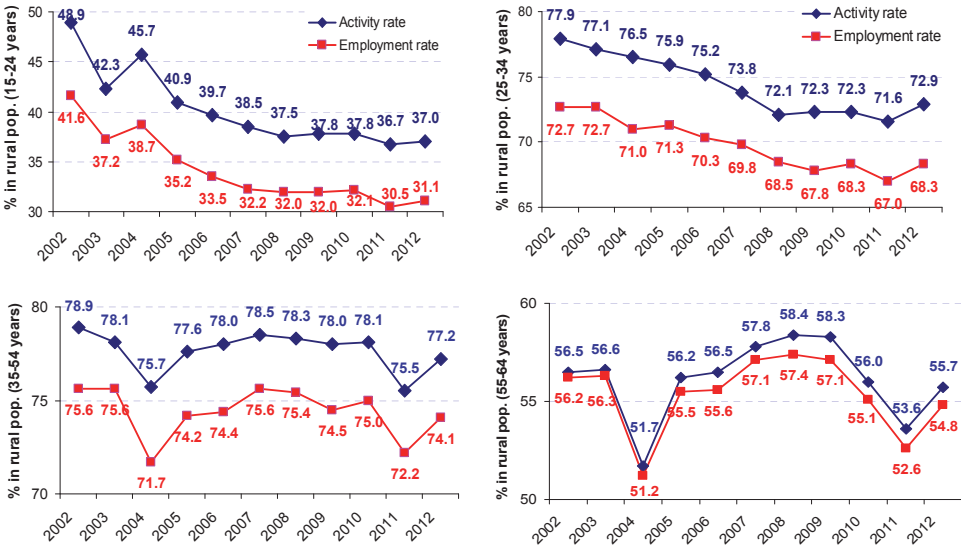 % in rural pop. (15-24 years)
50
45
40
35
30
Activity rate
Employment rate
48.9 42.3 45.7 40.9 39.7 38.5 37.5 37.8 37.8 36.7 37.0
41.6 37.2 38.7 35.2 33.5 32.2 32.0 32.0 32.1 30.5 31.1
2002 2003 2004 2005 2006 2007 2008 2009 2010 2011 2012
% in rural pop. (25-34 years)
80
75
70
65
Activity rate
Employment rate
77.9 77.1 76.5 75.9 75.2 73.8 72.1 72.3 72.3 71.6 72.9
72.7 72.7 71.0 71.3 70.3 69.8 68.5 67.8 68.3 67.0 68.3
2002 2003 2004 2005 2006 2007 2008 2009 2010 2011 2012
% in rural pop. (35-54 years)
80
75
70
78.9 78.1 75.7 77.6 78.0 78.5 78.3 78.0 78.1 75.5 77.2
75.6 75.6 71.7 74.2 74.4 75.6 75.4 74.5 75.0 72.2 74.1
2002 2003 2004 2005 2006 2007 2008 2009 2010 2011 2012
% in rural pop. (55-64 years)
60
55
50
56.5 56.6 51.7 56.2 56.5 57.8 58.4 58.3 56.0 53.6 55.7
56.2 56.3 51.2 55.5 55.6 57.1 57.4 57.1 55.1 52.6 54.8
2002 2003 2004 2005 2006 2007 2008 2009 2010 2011 2012